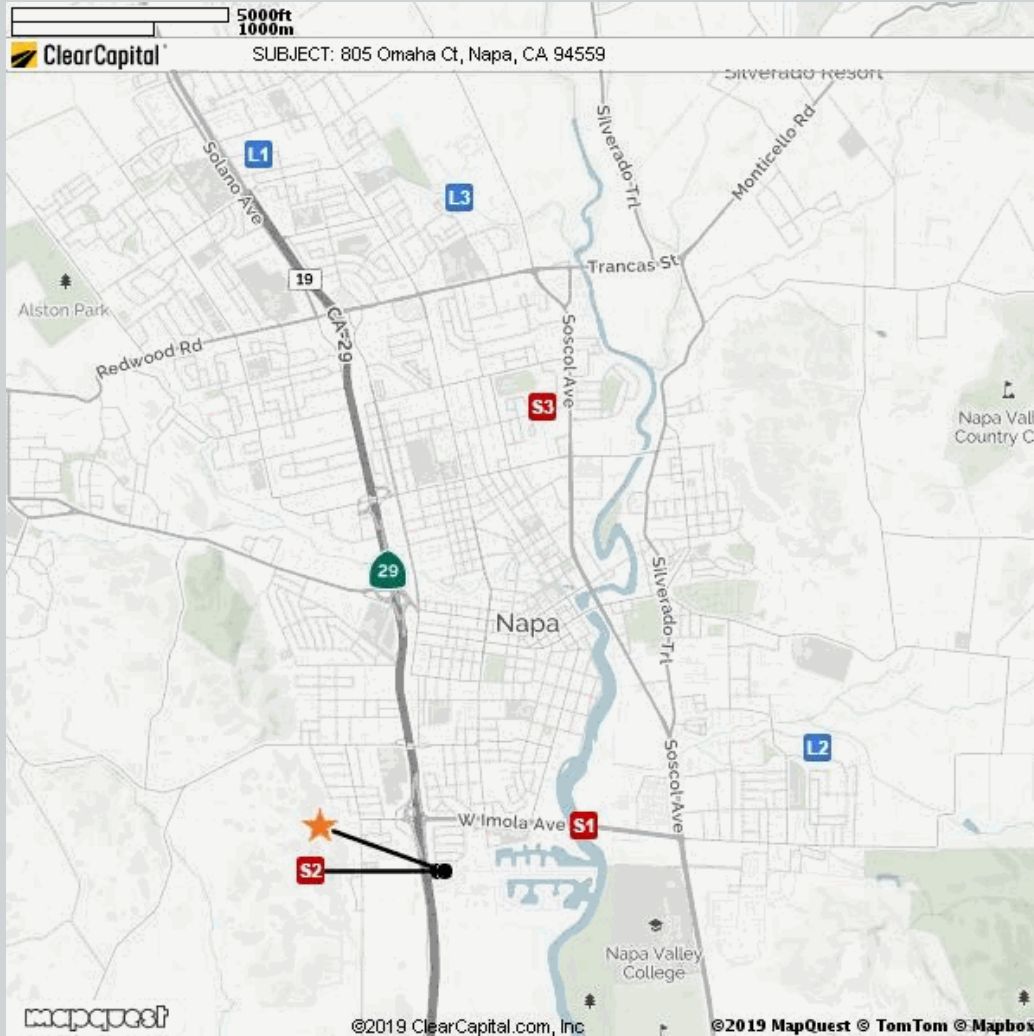 5000ft
1000m
ClearCapital
SUBJECT: 805 Omaha Ct, Napa, CA 94559
Silverado Resort
L1
Solano Ave
L3
Silverado Trl
Monticello Rd
19
Trancas St
Alston Park
CA-29
Redwood Rd
Soscol Ave
S3
Napa Vall
Country C
29
Silverado Trl
Napa
Soscol Ave
L2
W Imola Ave
S1
S2
Napa Valley
College
mapquest
©2019 ClearCapital.com, Inc
©2019 MapQuest © TomTom © Mapbo